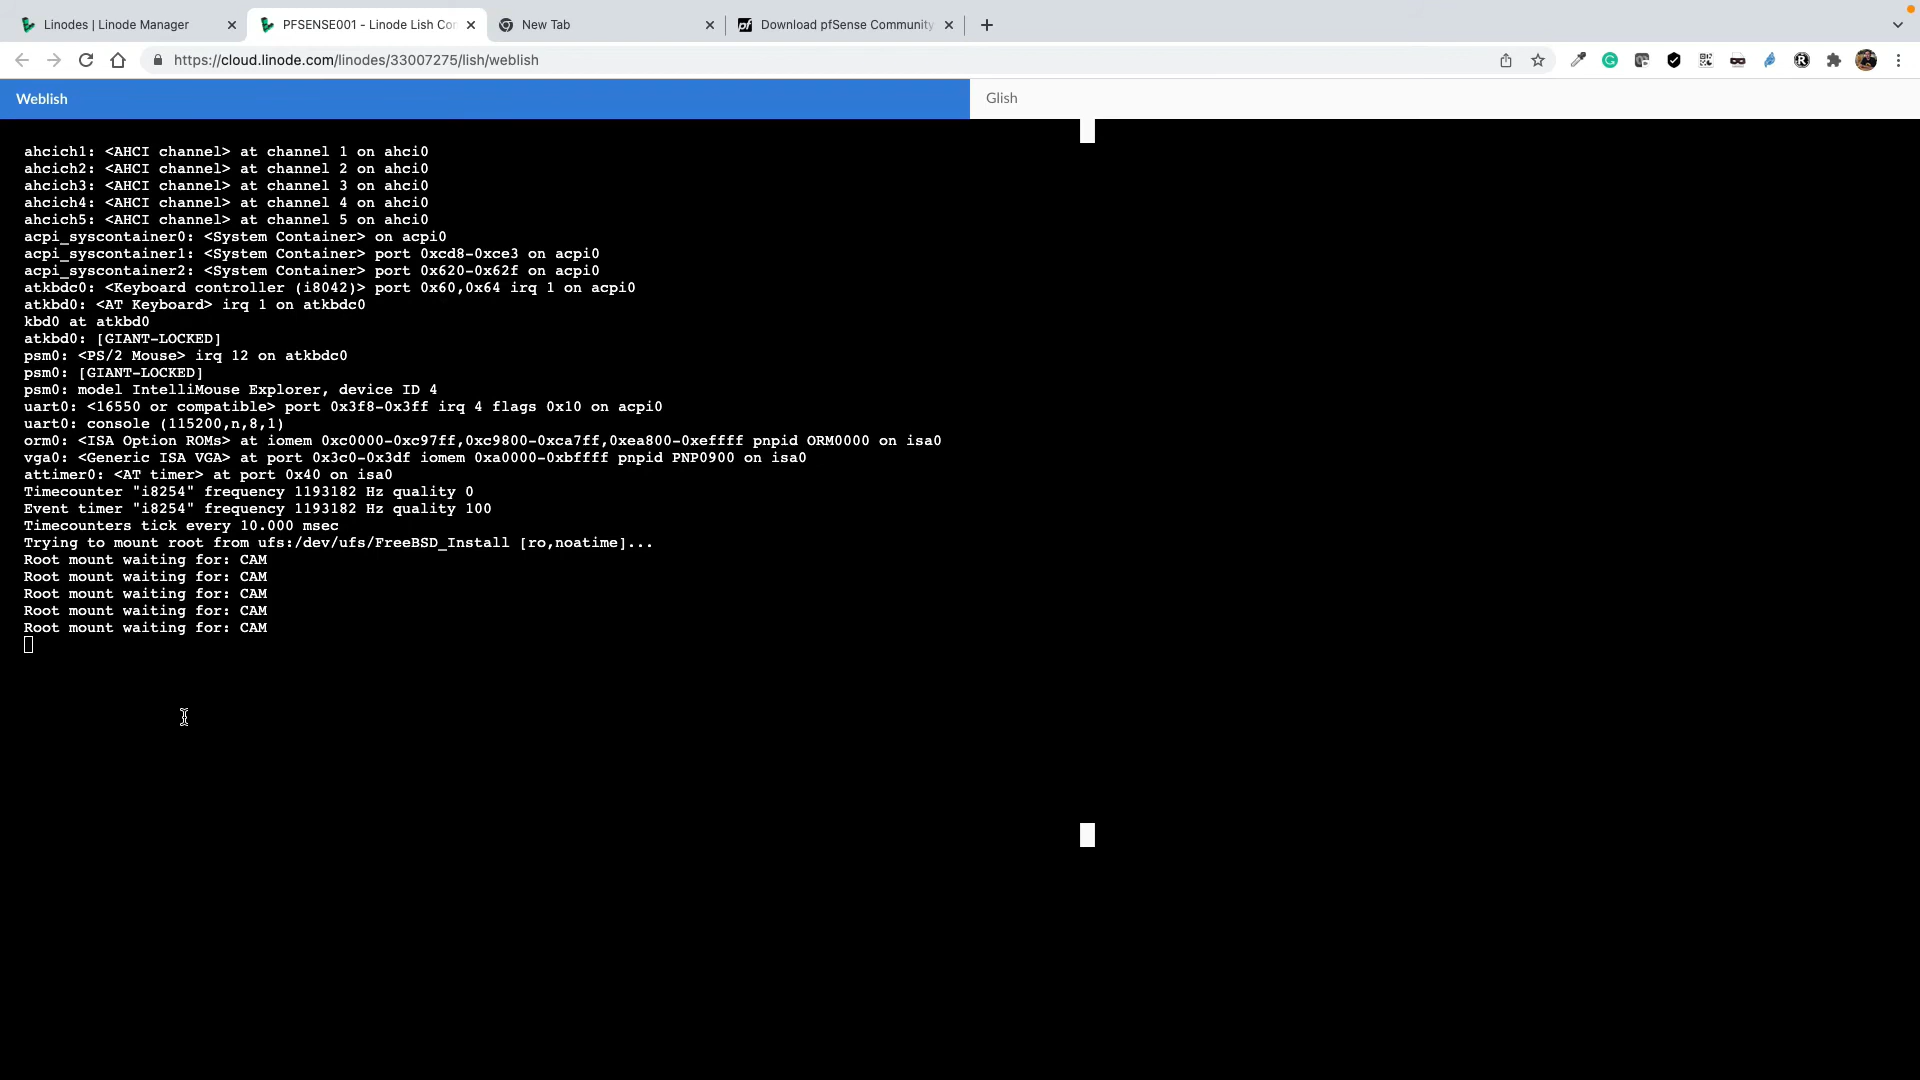 Linodes | Linode Manager
PFSENSE001 - Linode Lish Con
New Tab
Download pfSense Community
https://cloud.linode.com/linodes/33007275/lish/weblish
Weblish
Glish
ahcich1: <AHCI channel> at channel 1 on ahci0
ahcich2: <AHCI channel> at channel 2 on ahci0
ahcich3: <AHCI channel> at channel 3 on ahci0
ahcich4: <AHCI channel> at channel 4 on ahci0
ahcich5: <AHCI channel> at channel 5 on ahci0
acpi_syscontainer0: <System Container> on acpi0
acpi_syscontainer1: <System Container> port 0xcd8-0xce3 on acpi0
acpi_syscontainer2: <System Container> port 0x620-0x62f on acpi0
atkbdc0: <Keyboard controller (i8042)> port 0x60,0x64 irq 1 on acpi0
atkbd0: <AT Keyboard> irq 1 on atkbdc0
kbd0 at atkbd0
atkbd0: [GIANT-LOCKED]
psm0: <PS/2 Mouse> irq 12 on atkbdc0
psm0: [GIANT-LOCKED]
psm0: model IntelliMouse Explorer, device ID 4
uart0: <16550 or compatible> port 0x3f8-0x3ff irq 4 flags 0x10 on acpi0
uart0: console (115200,n,8,1)
orm0: <ISA Option ROMs> at iomem 0xc0000-0xc97ff,0xc9800-0xca7ff,0xea800-0xeffff pnpid ORM0000 on isa0
vga0: <Generic ISA VGA> at port 0x3c0-0x3df iomem 0xa0000-0xbffff pnpid PNP0900 on isa0
attimer0: <AT timer> at port 0x40 on isa0
Timecounter "i8254" frequency 1193182 Hz quality 0
Event timer "i8254" frequency 1193182 Hz quality 100
Timecounters tick every 10.000 msec
Trying to mount root from ufs:/dev/ufs/FreeBSD_Install [ro,noatime]...
Root mount waiting for: CAM
Root mount waiting for: CAM
Root mount waiting for: CAM
Root mount waiting for: CAM
Root mount waiting for: CAM